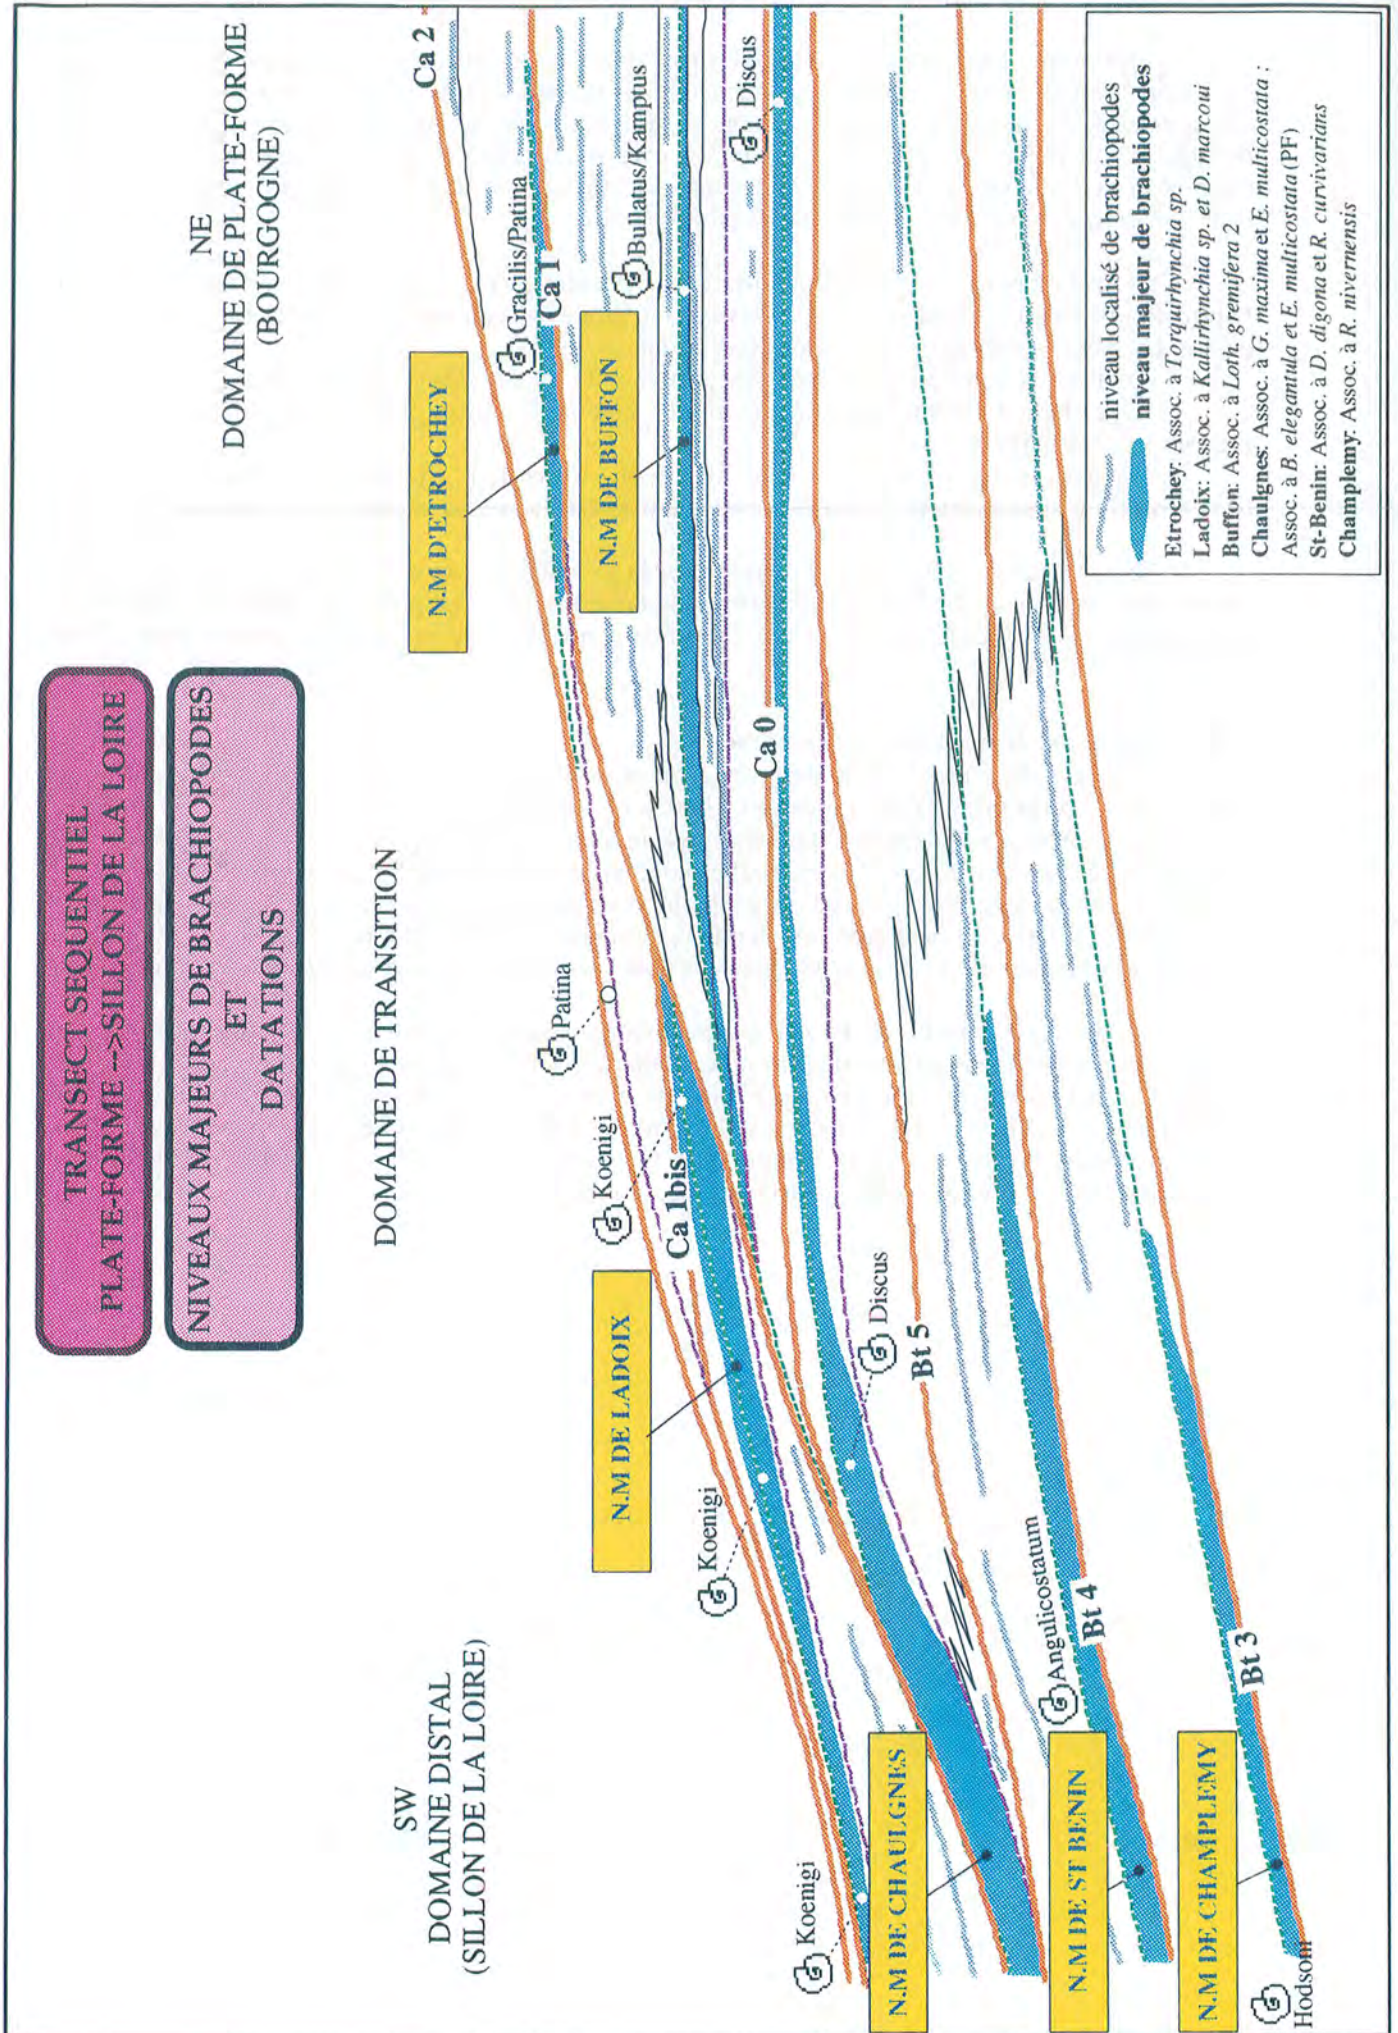 TRANSECT SEQUENTIEL
PLATE-FORME -->SILLON DE LA LOIRE
NIVEAUX MAJEURS DE BRACHIOPODES
ET
DATATIONS
SW
DOMAINE DISTAL
(SILLON DE LA LOIRE)
DOMAINE DE TRANSITION
NE
DOMAINE DE PLATE-FORME
(BOURGOGNE)
Ca 2
N.M D'ETROCHEY
Gracilis/Patina
Ca 1
Patina
N.M DE BUFFON
Bullatus/Kamptus
Koenigi
Ca 1bis
N.M DE LADOIX
Koenigi
Discus
Ca 0
Koenigi
Discus
Bt 5
N.M DE CHAULGNES
Angulicostatum
Bt 4
N.M DE ST BENIN
Bt 3
N.M DE CHAMPLEMY
Hodsoni
niveau localisé de brachiopodes
niveau majeur de brachiopodes
Etrochey: Assoc. à Torquirhynchia sp.
Ladoix: Assoc. à Kallirhynchia sp. et D. marcoui
Buffon: Assoc. à Loth. gremifera 2
Chaulgnes: Assoc. à G. maxima et E. multicostata :
Assoc. à B. elegantula et E. multicostata (PF)
St-Benin: Assoc. à D. digona et R. curvivarians
Champlemy: Assoc. à R. nivernensis